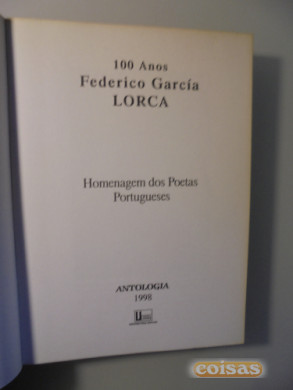 100 Anos
Federico García
LORCA
Homenagem dos Poetas
Portugueses
ANTOLOGIA
1998
coisas